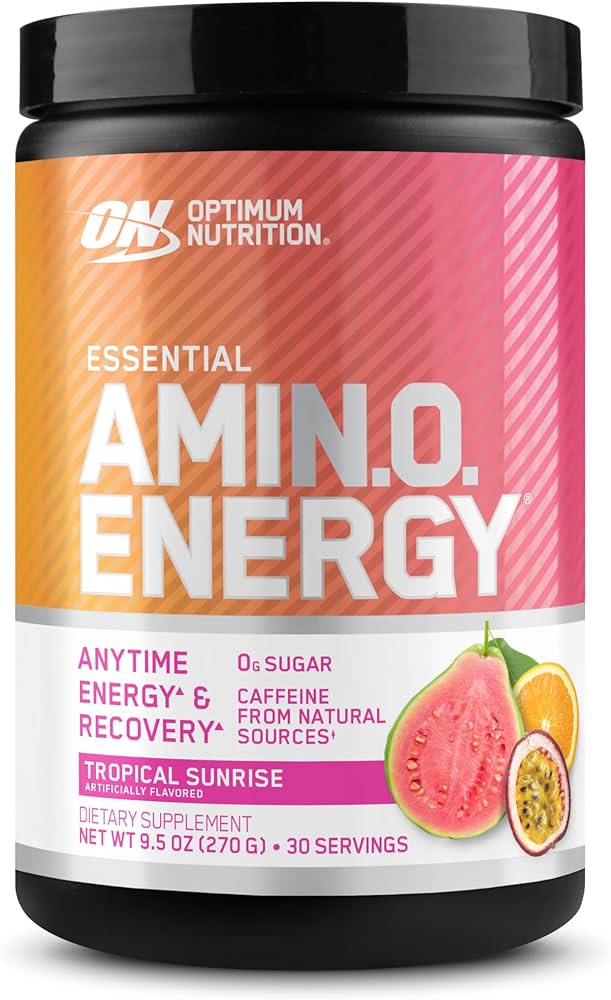 ON OPTIMUM
NUTRITION®
ESSENTIAL
AMIN.O.
ENERGY®
ANYTIME
ENERGY▲ &
RECOVERY▲
0G SUGAR
CAFFEINE
FROM NATURAL
SOURCES‡
TROPICAL SUNRISE
ARTIFICIALLY FLAVORED
DIETARY SUPPLEMENT
NET WT 9.5 OZ (270 G) • 30 SERVINGS